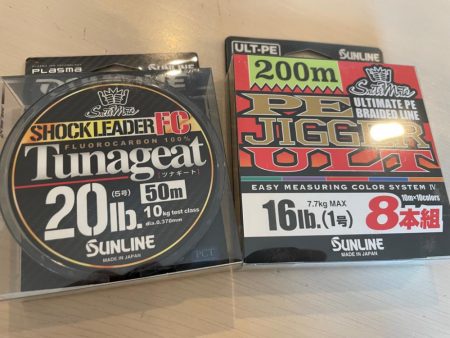 PLASMA
SaltiMate
SHOCKLEADER FC
FLUOROCARBON 100%
Tunageat
[ツナギート]
20lb.
(5号)
50m
10kg test class
dia.0.370mm
SUNLINE
MADE IN JAPAN
PCT
ULT-PE
SUNLINE
200m
SaltiMate
ULTIMATE PE
BRAIDED LINE
PE
JIGGER
ULT
EASY MEASURING COLOR SYSTEM IV
10m×10colors
7.7kg MAX
16lb.(1号)
8本組
SUNLINE
MADE IN JAPAN